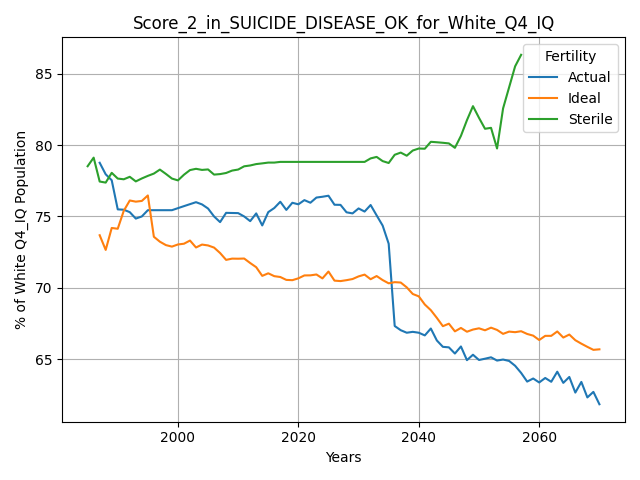 Score_2_in_SUICIDE_DISEASE_OK_for_White_Q4_IQ
% of White Q4_IQ Population
85
80
75
70
65
Fertility
Actual
Ideal
Sterile
2000
2020
2040
2060
Years